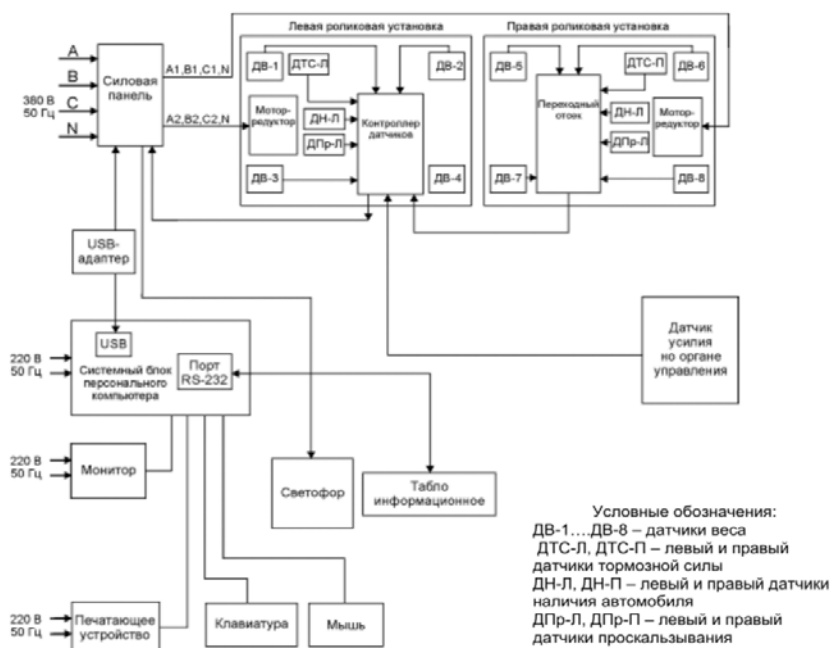 Левая роликовая установка
Правая роликовая установка
A
B
380 В
50 Гц
C
N
Силовая
панель
A1,B1,C1,N
A2,B2,C2,N
ДВ-1
ДТС-Л
ДВ-2
Мотор-
редуктор
ДН-Л
ДПр-Л
Контроллер
датчиков
ДВ-3
ДВ-4
ДВ-5
ДТС-П
ДВ-6
Переходный
отсек
ДН-Л
ДПр-Л
Мотор-
редуктор
ДВ-7
ДВ-8
USB-
адаптер
220 В
50 Гц
USB
Порт
RS-232
Системный блок
персонального
компьютера
Датчик
усилия
но органе
управления
220 В
50 Гц
Монитор
Светофор
Табло
информационное
220 В
50 Гц
Печатающее
устройство
Клавиатура
Мышь
Условные обозначения:
ДВ-1....ДВ-8 – датчики веса
ДТС-Л, ДТС-П – левый и правый
датчики тормозной силы
ДН-Л, ДН-П – левый и правый датчики
наличия автомобиля
ДПр-Л, ДПр-П – левый и правый
датчики проскальзывания